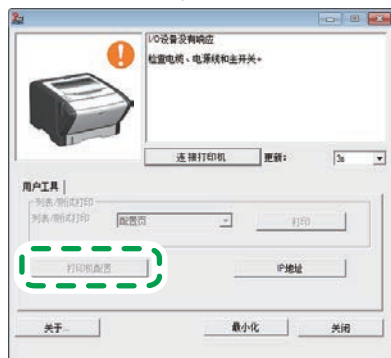 I/O设备没有响应
检查电缆、电源线和主开关。
连接打印机 更新: 3s
用户工具
列表/测试打印
列表/测试打印 配置页 打印
打印机配置 IP地址
关于... 最小化 关闭